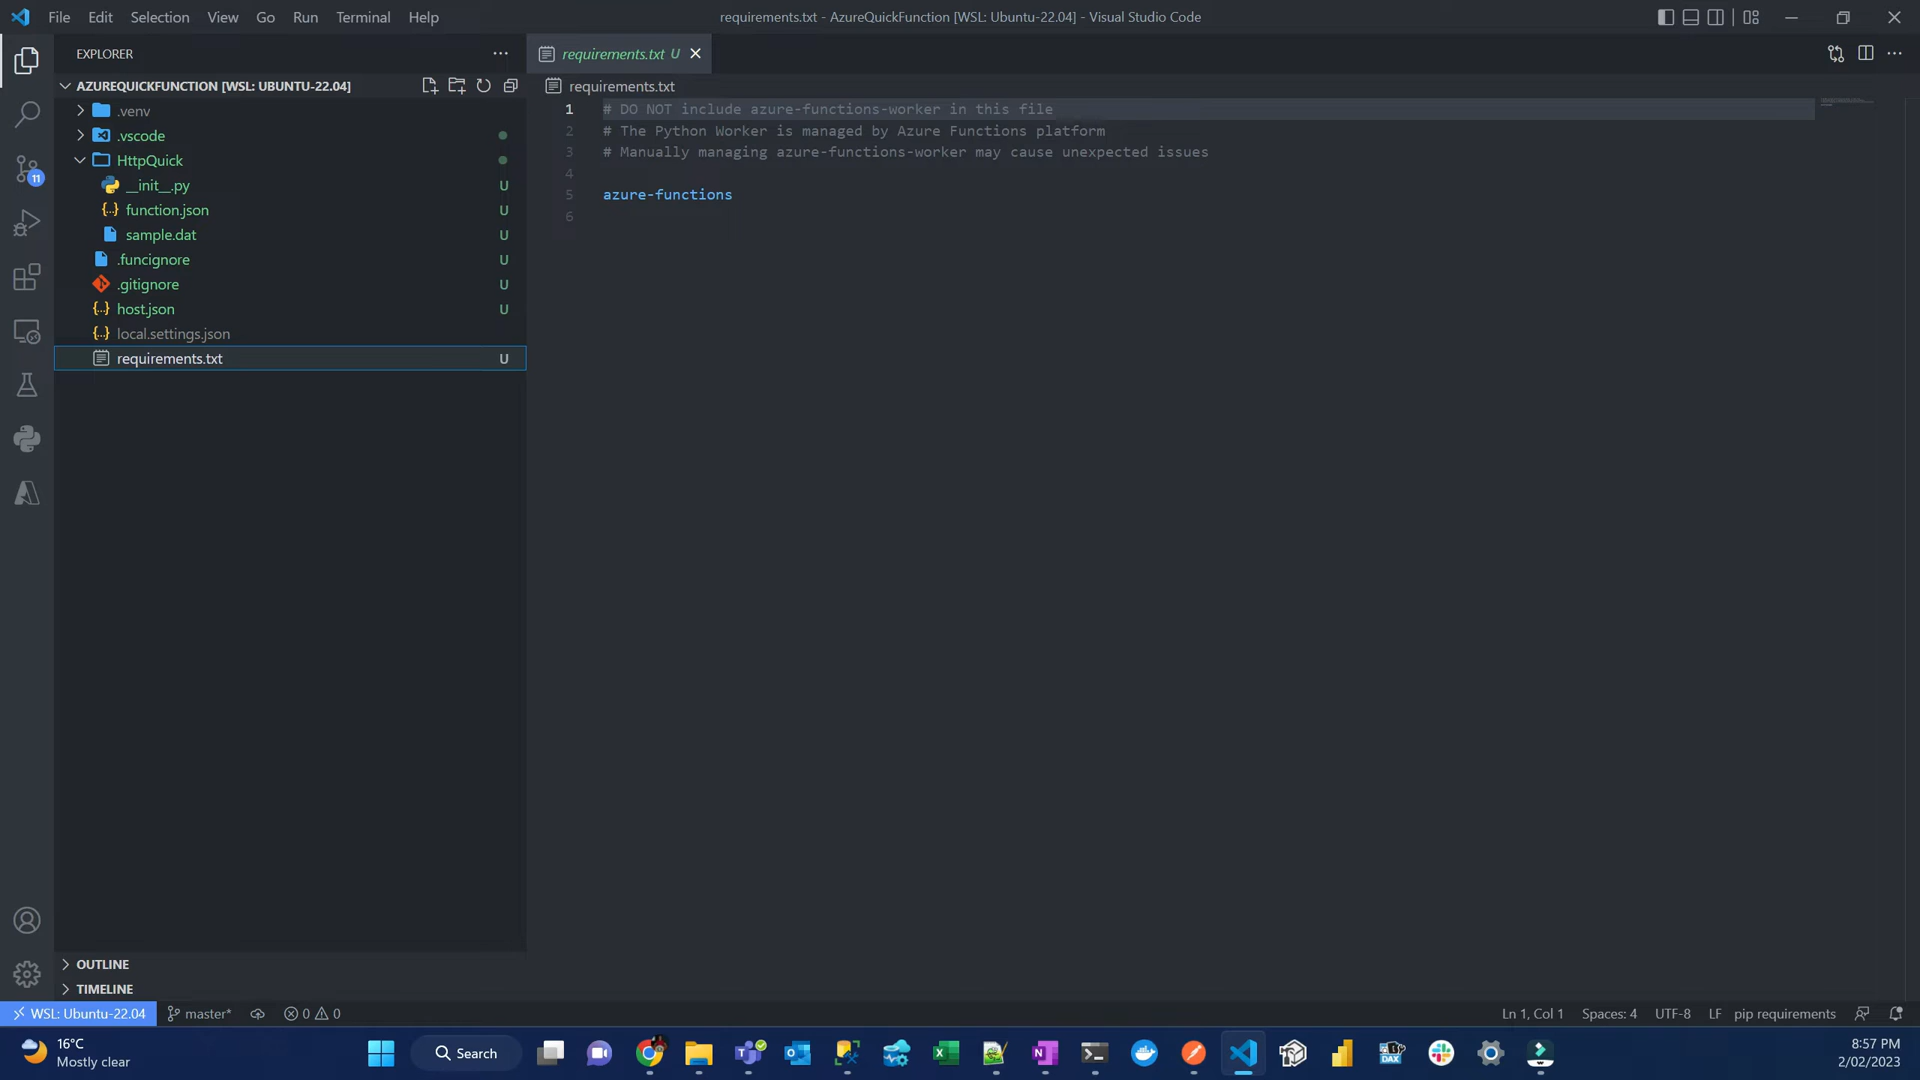 File Edit Selection View Go Run Terminal Help
requirements.txt - AzureQuickFunction [WSL: Ubuntu-22.04] - Visual Studio Code
EXPLORER
requirements.txt U
AZUREQUICKFUNCTION [WSL: UBUNTU-22.04]
requirements.txt
.venv
.vscode
HttpQuick
__init__.py U
function.json U
sample.dat U
.funcignore U
.gitignore U
host.json U
local.settings.json
requirements.txt U
11
1 # DO NOT include azure-functions-worker in this file
2 # The Python Worker is managed by Azure Functions platform
3 # Manually managing azure-functions-worker may cause unexpected issues
4
5 azure-functions
6
OUTLINE
TIMELINE
WSL: Ubuntu-22.04 master* 0 0
Ln 1, Col 1 Spaces: 4 UTF-8 LF pip requirements
16°C
Mostly clear
Search
DAX
8:57 PM
2/02/2023